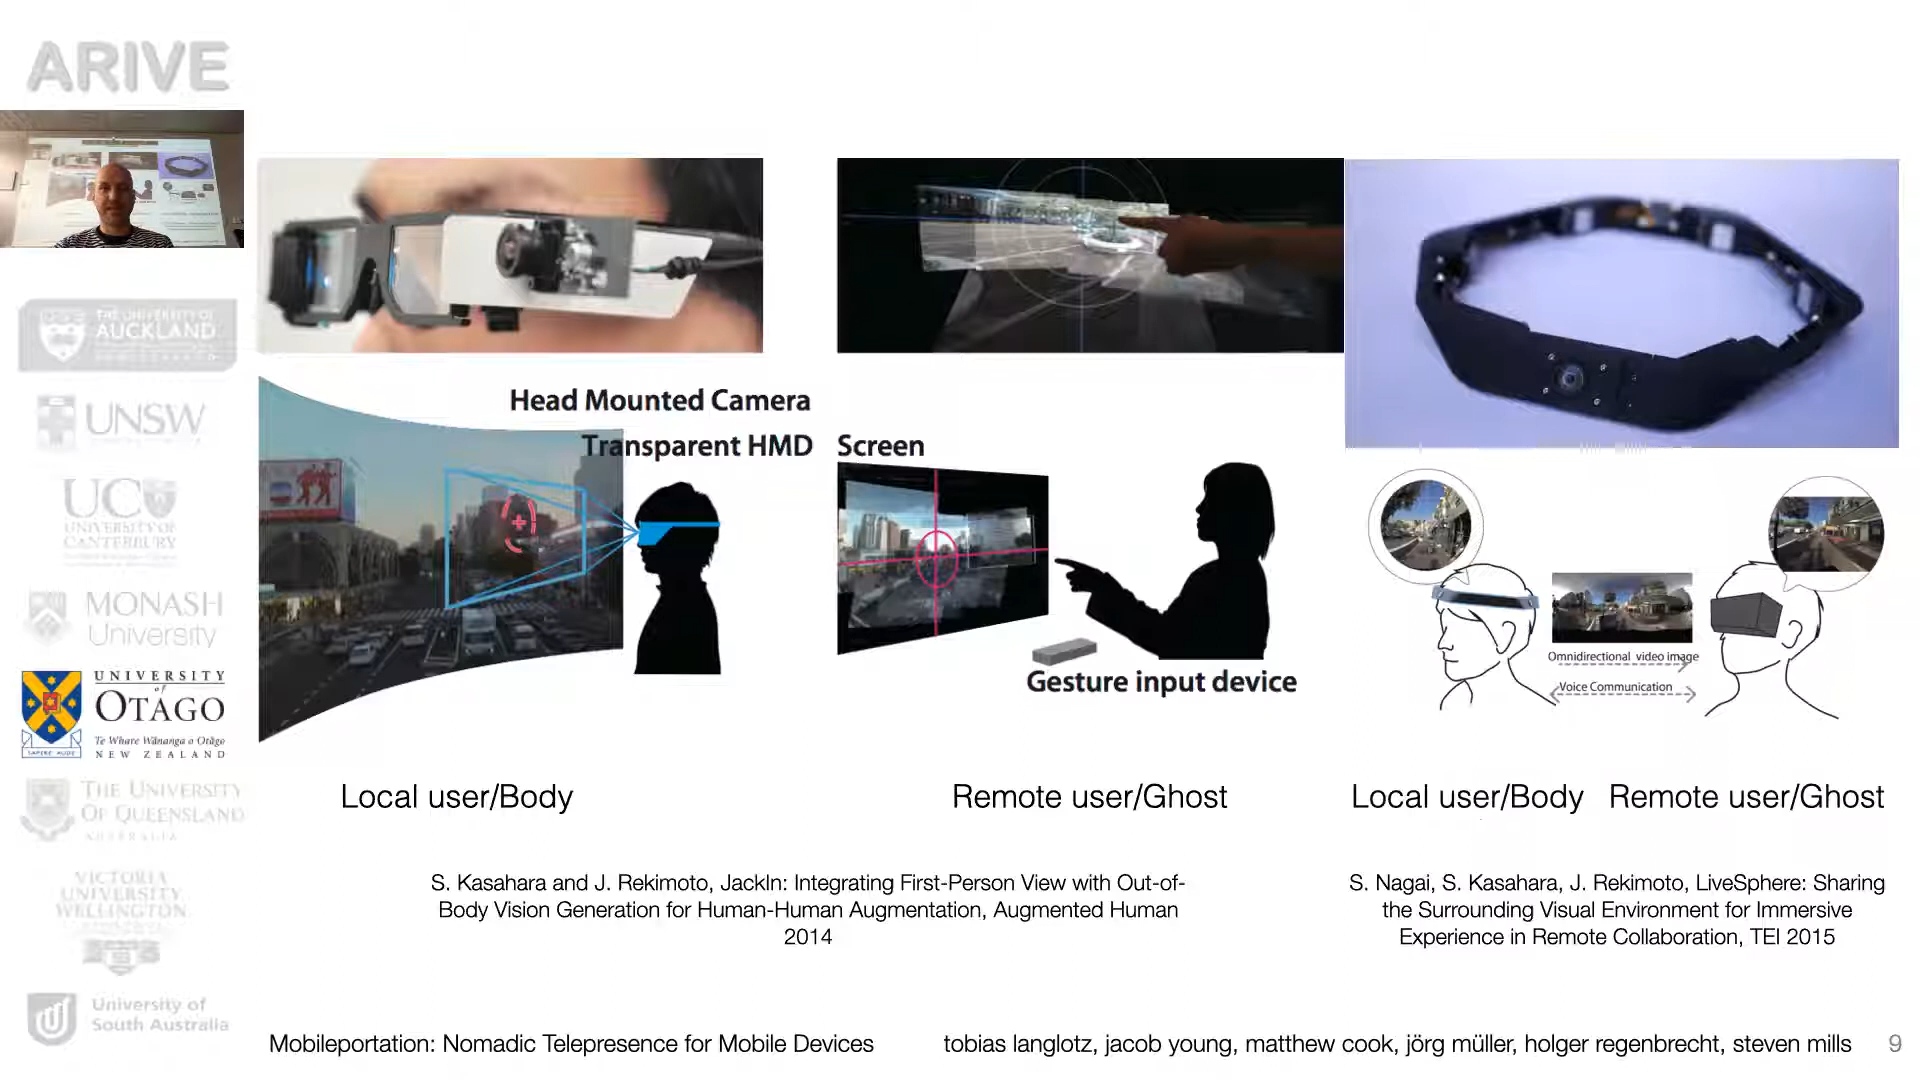 ARIVE
THE UNIVERSITY OF
AUCKLAND
UNSW
UC
UNIVERSITY OF
CANTERBURY
MONASH
University
UNIVERSITY
of
OTAGO
Te Whare Wānanga o Otāgo
NEW ZEALAND
SAPERE AUDE
THE UNIVERSITY
OF QUEENSLAND
AUSTRALIA
VICTORIA
UNIVERSITY
WELLINGTON
University of
South Australia
Head Mounted Camera
Transparent HMD
Screen
Gesture input device
Omnidirectional video image
Voice Communication
Local user/Body
Remote user/Ghost
Local user/Body
Remote user/Ghost
S. Kasahara and J. Rekimoto, JackIn: Integrating First-Person View with Out-of-
Body Vision Generation for Human-Human Augmentation, Augmented Human
2014
S. Nagai, S. Kasahara, J. Rekimoto, LiveSphere: Sharing
the Surrounding Visual Environment for Immersive
Experience in Remote Collaboration, TEI 2015
Mobileportation: Nomadic Telepresence for Mobile Devices
tobias langlotz, jacob young, matthew cook, jörg müller, holger regenbrecht, steven mills
9